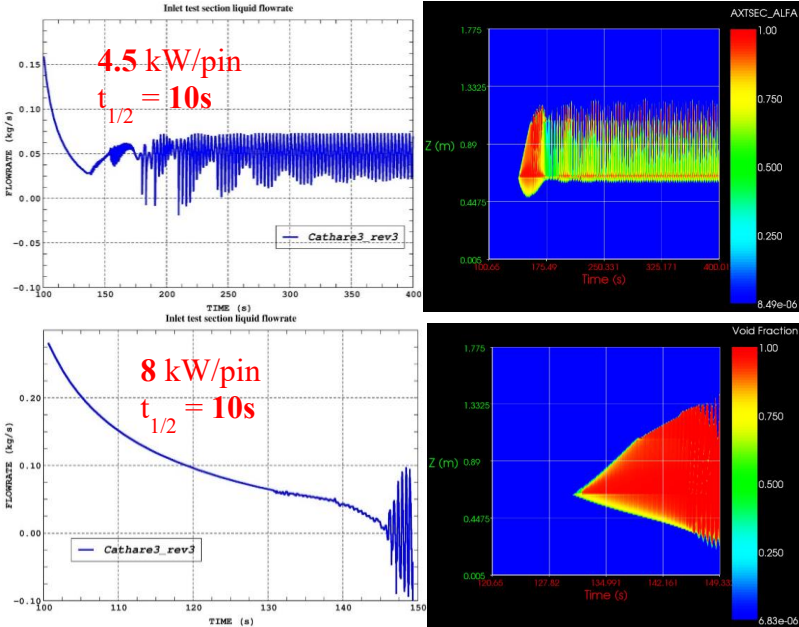 Inlet test section liquid flowrate
FLOWRATE (kg/s)
0.15
0.10
0.05
0.00
−0.05
−0.10
4.5 kW/pin
t1/2 = 10s
Cathare3_rev3
100
150
200
250
300
350
400
TIME (s)
AXTSEC_ALFA
Z (m)
1.775
1.3325
0.89
0.4475
0.005
100.65
175.49
250.331
325.171
400.01
Time (s)
1.00
0.750
0.500
0.250
8.49e-06
Inlet test section liquid flowrate
FLOWRATE (kg/s)
0.20
0.10
0.00
−0.10
8 kW/pin
t1/2 = 10s
Cathare3_rev3
100
110
120
130
140
150
TIME (s)
Void Fraction
Z (m)
1.775
1.3325
0.89
0.4475
0.005
120.65
127.82
134.991
142.161
Time (s)
1.00
0.750
0.500
0.250
6.83e-06